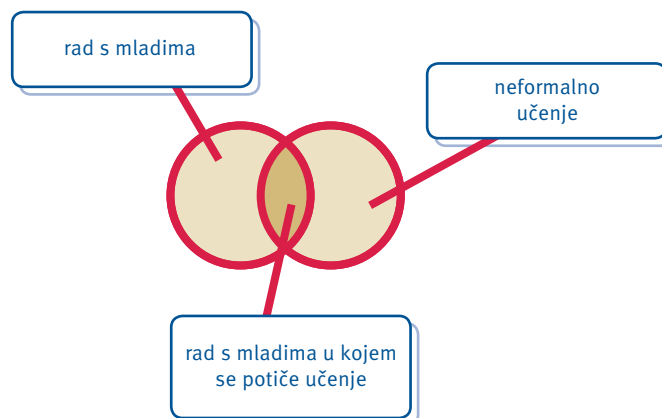 rad s mladima
neformalno
učenje
rad s mladima u kojem
se potiče učenje